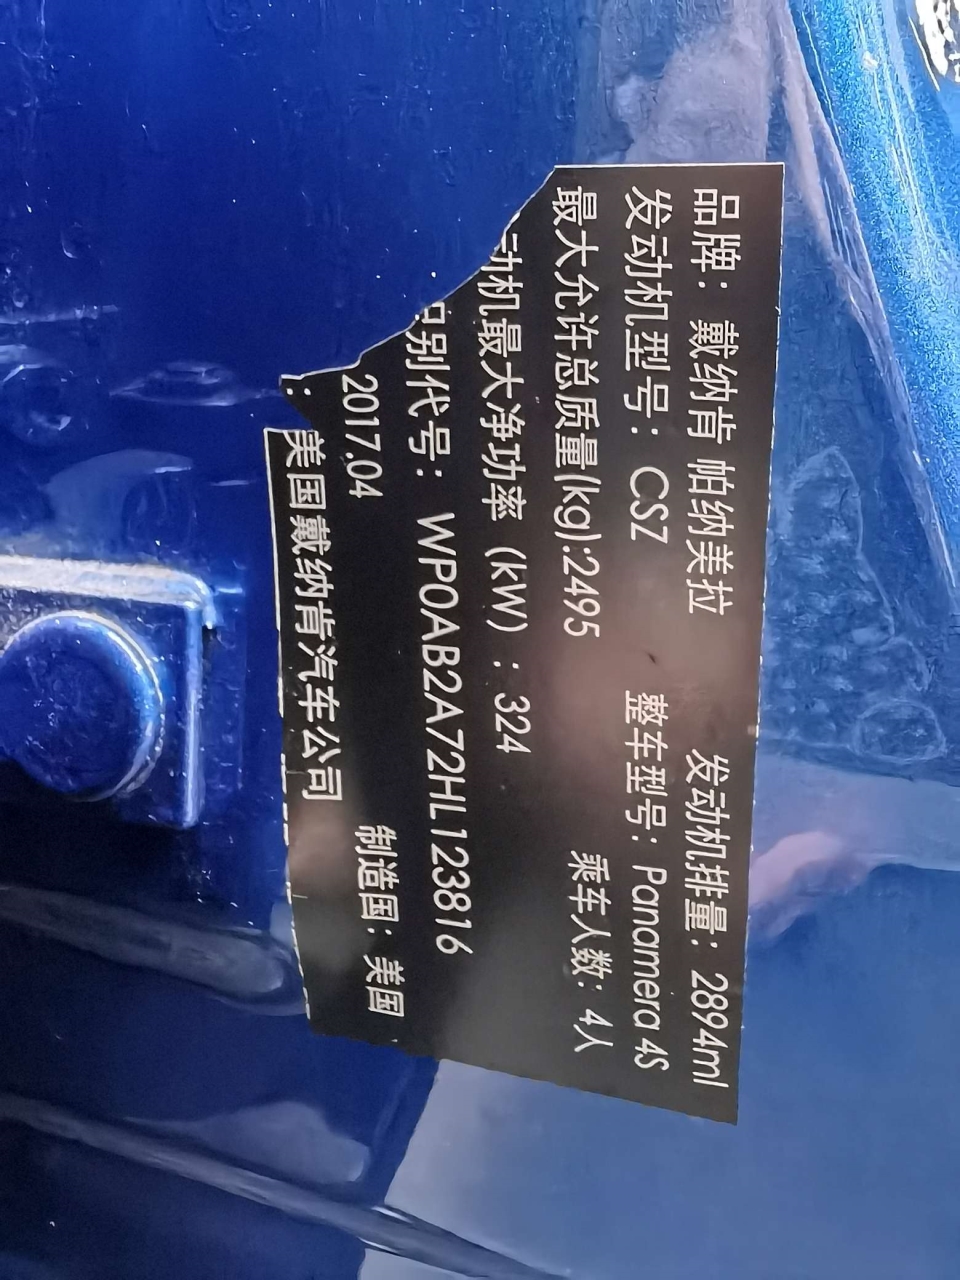 品牌：戴纳肯 帕纳美拉 发动机排量：2894ml
发动机型号：CSZ 整车型号：Panamera 4S
最大允许总质量(kg):2495 乘车人数：4人
动机最大净功率（kW）：324
识别代号：WP0AB2A72HL123816
2017.04 制造国：美国
：美国戴纳肯汽车公司